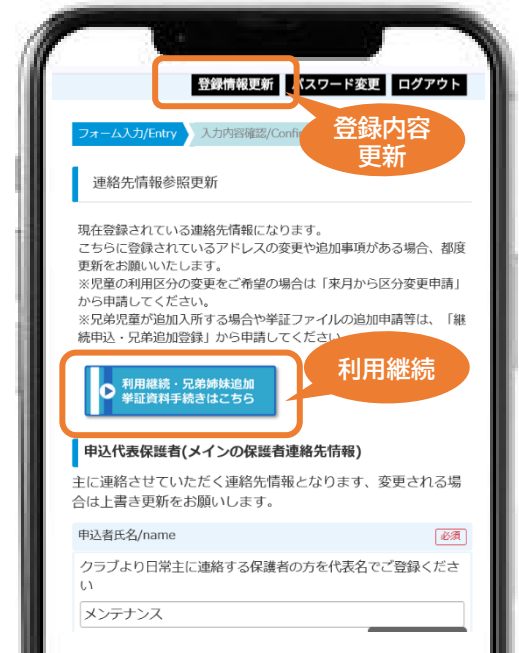 登録情報更新 パスワード変更 ログアウト
登録内容
更新
フォーム入力/Entry 入力内容確認/Confi
連絡先情報参照更新
現在登録されている連絡先情報になります。
こちらに登録されているアドレスの変更や追加事項がある場合、都度
更新をお願いいたします。
※児童の利用区分の変更をご希望の場合は「来月から区分変更申請」
から申請してください。
※兄弟児童が追加入所する場合や挙証ファイルの追加申請等は、「継
続申込・兄弟追加登録」から申請してください。
利用継続
利用継続・兄弟姉妹追加
挙証資料手続きはこちら
申込代表保護者(メインの保護者連絡先情報)
主に連絡させていただく連絡先情報となります、変更される場
合は上書き更新をお願いします。
申込者氏名/name 必須
クラブより日常主に連絡する保護者の方を代表名でご登録くださ
い
メンテナンス